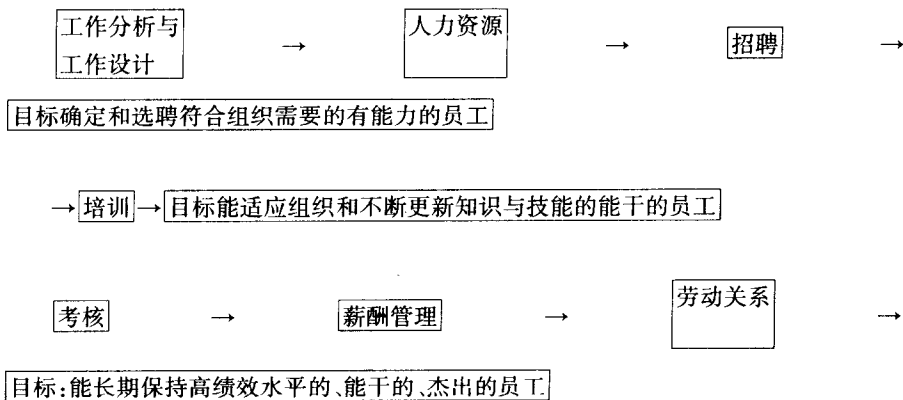 工作分析与
工作设计 → 人力资源 → 招聘 →
目标确定和选聘符合组织需要的有能力的员工
→培训→目标能适应组织和不断更新知识与技能的能干的员工
考核 → 薪酬管理 → 劳动关系 →
目标:能长期保持高绩效水平的、能干的、杰出的员工